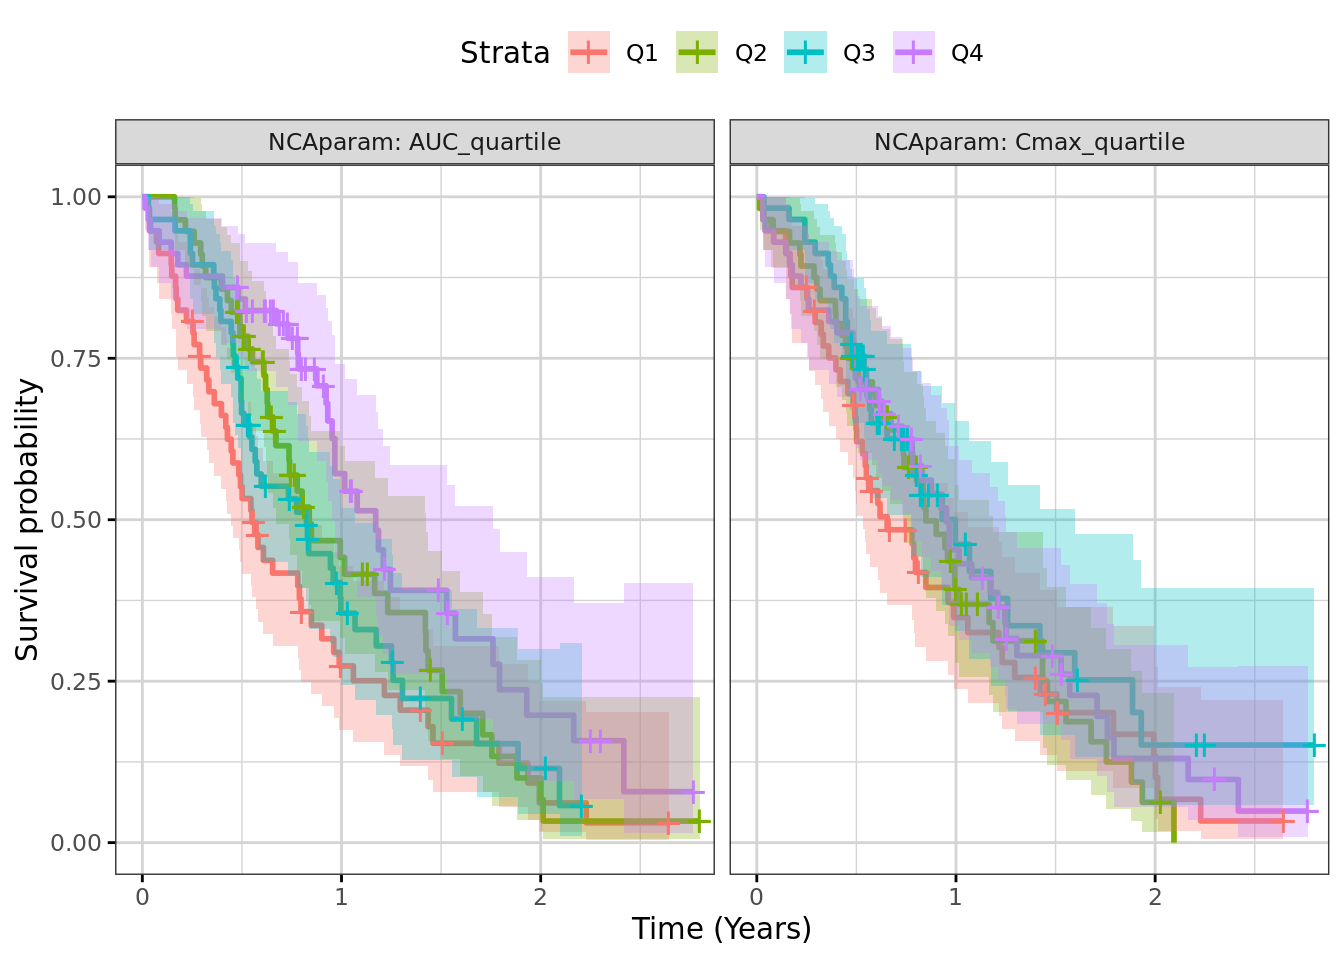 Strata Q1 Q2 Q3 Q4
NCAparam: AUC_quartile
NCAparam: Cmax_quartile
Survival probability
1.00
0.75
0.50
0.25
0.00
0 1 2
0 1 2
Time (Years)